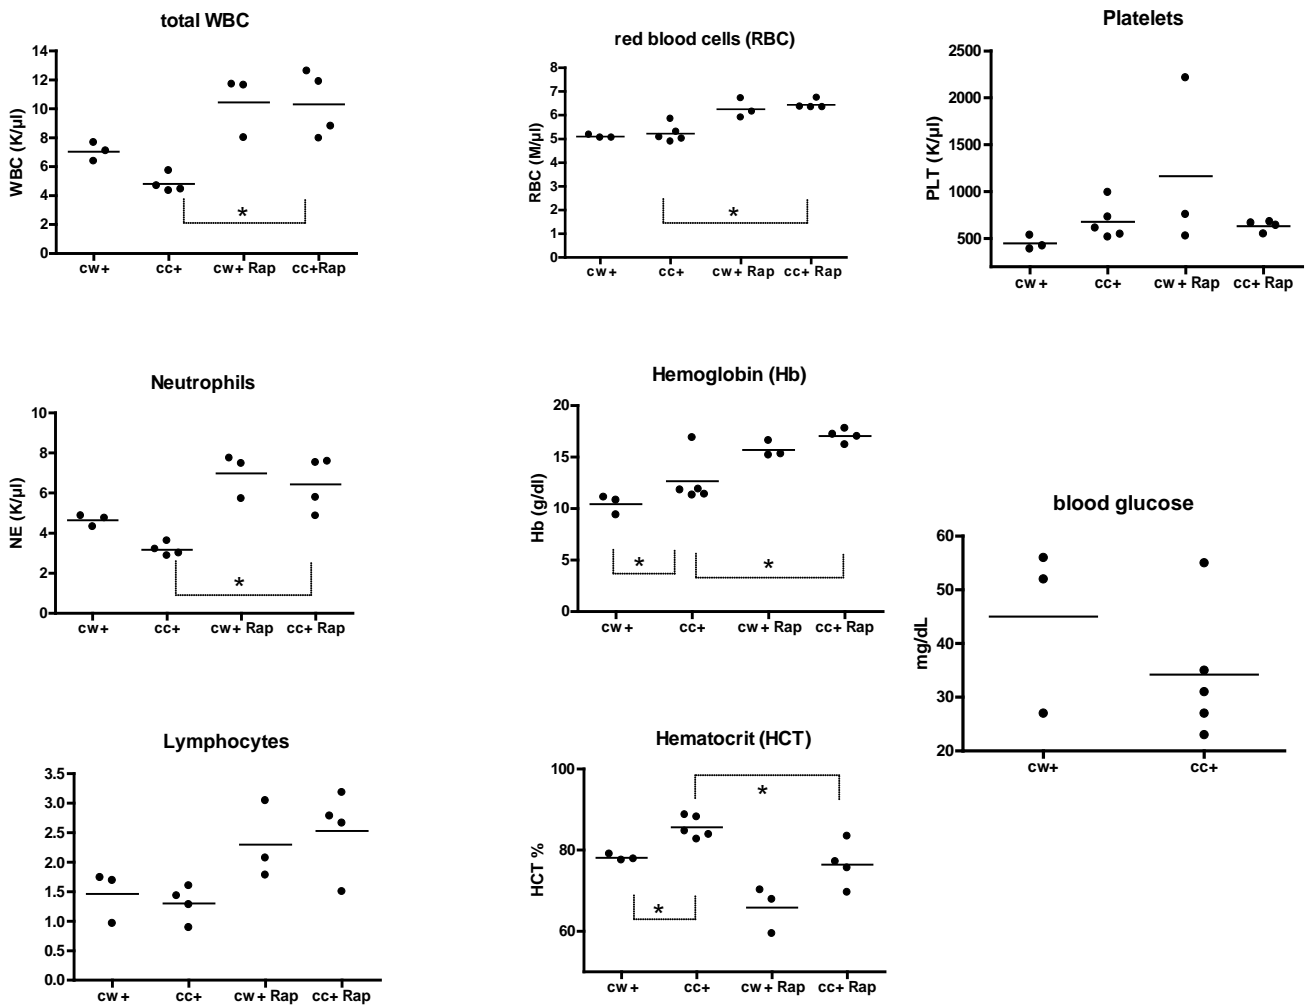 total WBC
WBC (K/µl)
14
12
10
8
6
4
2
0
*
cw+ cc+ cw+ Rap cc+Rap
red blood cells (RBC)
RBC (M/µl)
8
7
6
5
4
3
2
1
0
*
cw+ cc+ cw+ Rap cc+ Rap
Platelets
PLT (K/µl)
2500
2000
1500
1000
500
cw+ cc+ cw+ Rap cc+ Rap
Neutrophils
NE (K/µl)
10
8
6
4
2
0
*
cw+ cc+ cw+ Rap cc+ Rap
Hemoglobin (Hb)
Hb (g/dl)
20
15
10
5
0
* *
cw+ cc+ cw+ Rap cc+ Rap
blood glucose
mg/dL
60
50
40
30
20
cw+ cc+
Lymphocytes
3.5
3.0
2.5
2.0
1.5
1.0
0.5
0.0
cw+ cc+ cw+ Rap cc+ Rap
Hematocrit (HCT)
HCT %
100
80
60
*
*
cw+ cc+ cw+ Rap cc+ Rap